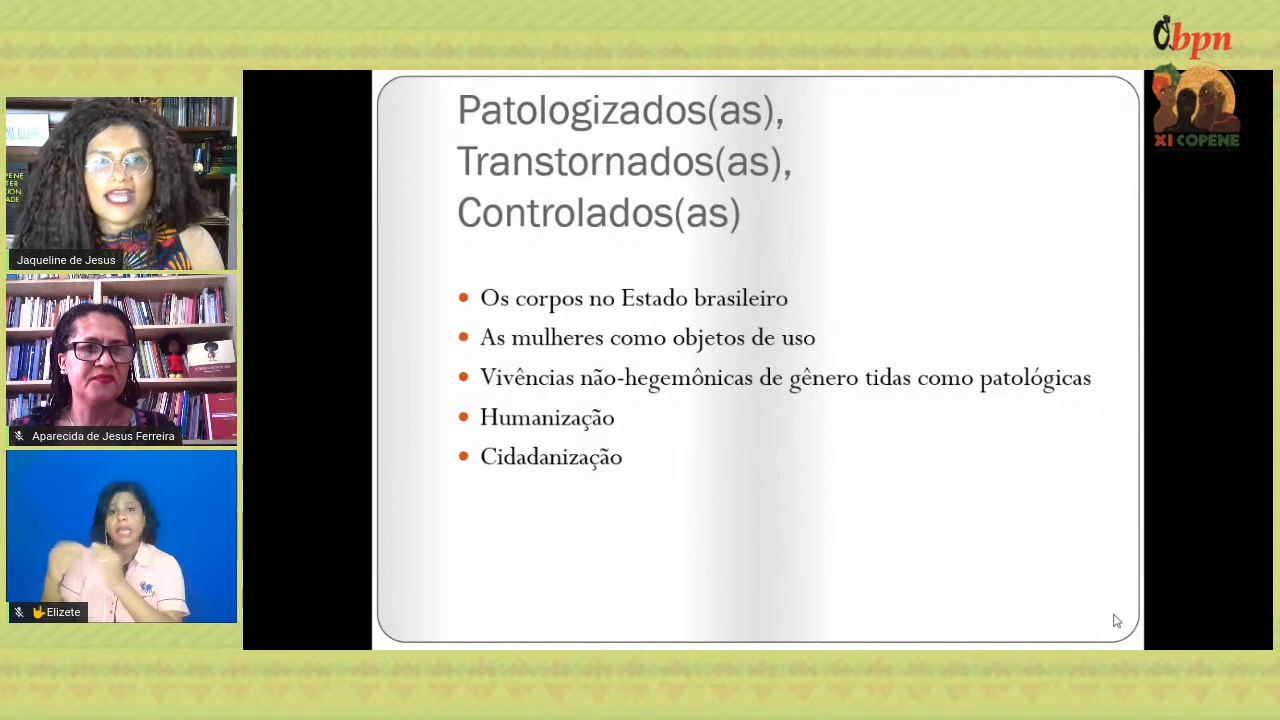 bpn
XI COPENE
Patologizados(as),
Transtornados(as),
Controlados(as)
Os corpos no Estado brasileiro
As mulheres como objetos de uso
Vivências não-hegemônicas de gênero tidas como patológicas
Humanização
Cidadanização
Jaqueline de Jesus
Aparecida de Jesus Ferreira
Elizete